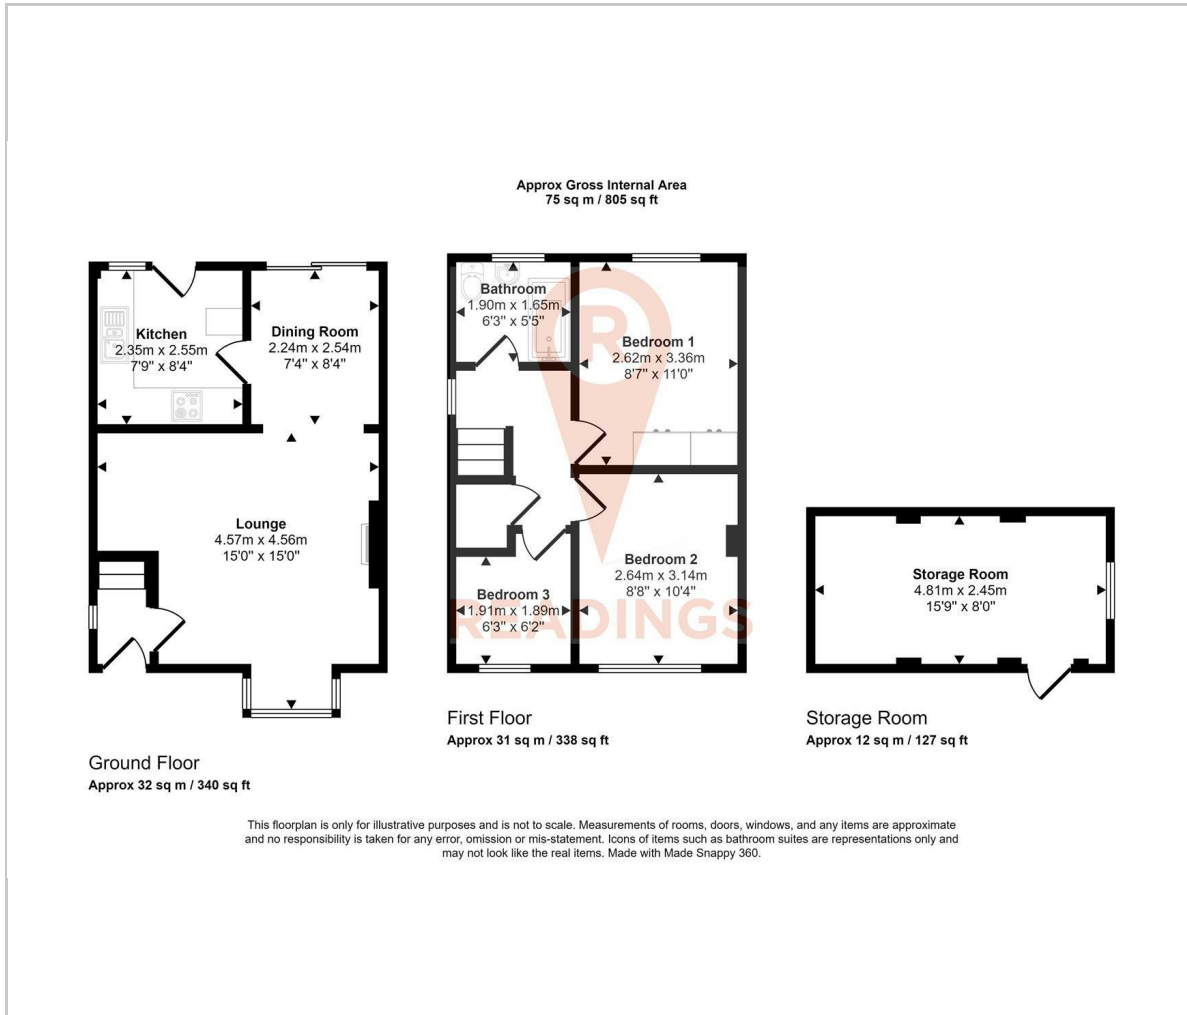 Approx Gross Internal Area
75 sq m / 805 sq ft
Kitchen
2.35m x 2.55m
7'9" x 8'4"
Dining Room
2.24m x 2.54m
7'4" x 8'4"
Lounge
4.57m x 4.56m
15'0" x 15'0"
Ground Floor
Approx 32 sq m / 340 sq ft
Bathroom
1.90m x 1.65m
6'3" x 5'5"
Bedroom 1
2.62m x 3.36m
8'7" x 11'0"
Bedroom 2
2.64m x 3.14m
8'8" x 10'4"
Bedroom 3
1.91m x 1.89m
6'3" x 6'2"
R
READINGS
First Floor
Approx 31 sq m / 338 sq ft
Storage Room
4.81m x 2.45m
15'9" x 8'0"
Storage Room
Approx 12 sq m / 127 sq ft
This floorplan is only for illustrative purposes and is not to scale. Measurements of rooms, doors, windows, and any items are approximate
and no responsibility is taken for any error, omission or mis-statement. Icons of items such as bathroom suites are representations only and
may not look like the real items. Made with Made Snappy 360.